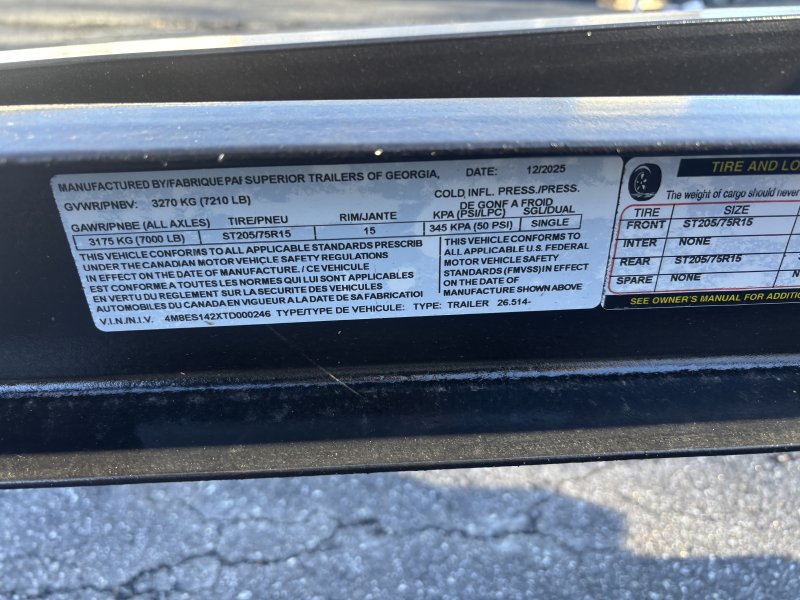 MANUFACTURED BY/FABRIQUE PAR SUPERIOR TRAILERS OF GEORGIA, DATE: 12/2025
GVWR/PNBV: 3270 KG (7210 LB)
COLD, INFL. PRESS./PRESS.
DE GONF A FROID
GAWR/PNBE (ALL AXLES) TIRE/PNEU RIM/JANTE KPA (PSI/LPC) SGL/DUAL
3175 KG (7000 LB) ST205/75R15 15 345 KPA (50 PSI) SINGLE
THIS VEHICLE CONFORMS TO ALL APPLICABLE STANDARDS PRESCRIB
UNDER THE CANADIAN MOTOR VEHICLE SAFETY REGULATIONS
IN EFFECT ON THE DATE OF MANUFACTURE. / CE VEHICULE
EST CONFORME A TOUTES LES NORMES QUI LUI SONT APPLICABLES
EN VERTU DU REGLEMENT SUR LA SECURITE DES VEHICULES
AUTOMOBILES DU CANADA EN VIGUEUR A LA DATE DE SA FABRICATIOI
THIS VEHICLE CONFORMS TO
ALL APPLICABLE U.S. FEDERAL
MOTOR VEHICLE SAFETY
STANDARDS (FMVSS) IN EFFECT
ON THE DATE OF
MANUFACTURE SHOWN ABOVE
V.I.N./N.I.V. 4M8ES142XTD000246 TYPE/TYPE DE VEHICULE: TYPE: TRAILER 26.514-
TIRE AND LO
The weight of cargo should never
TIRE SIZE
FRONT ST205/75R15
INTER NONE
REAR ST205/75R15
SPARE NONE
SEE OWNER'S MANUAL FOR ADDITIO